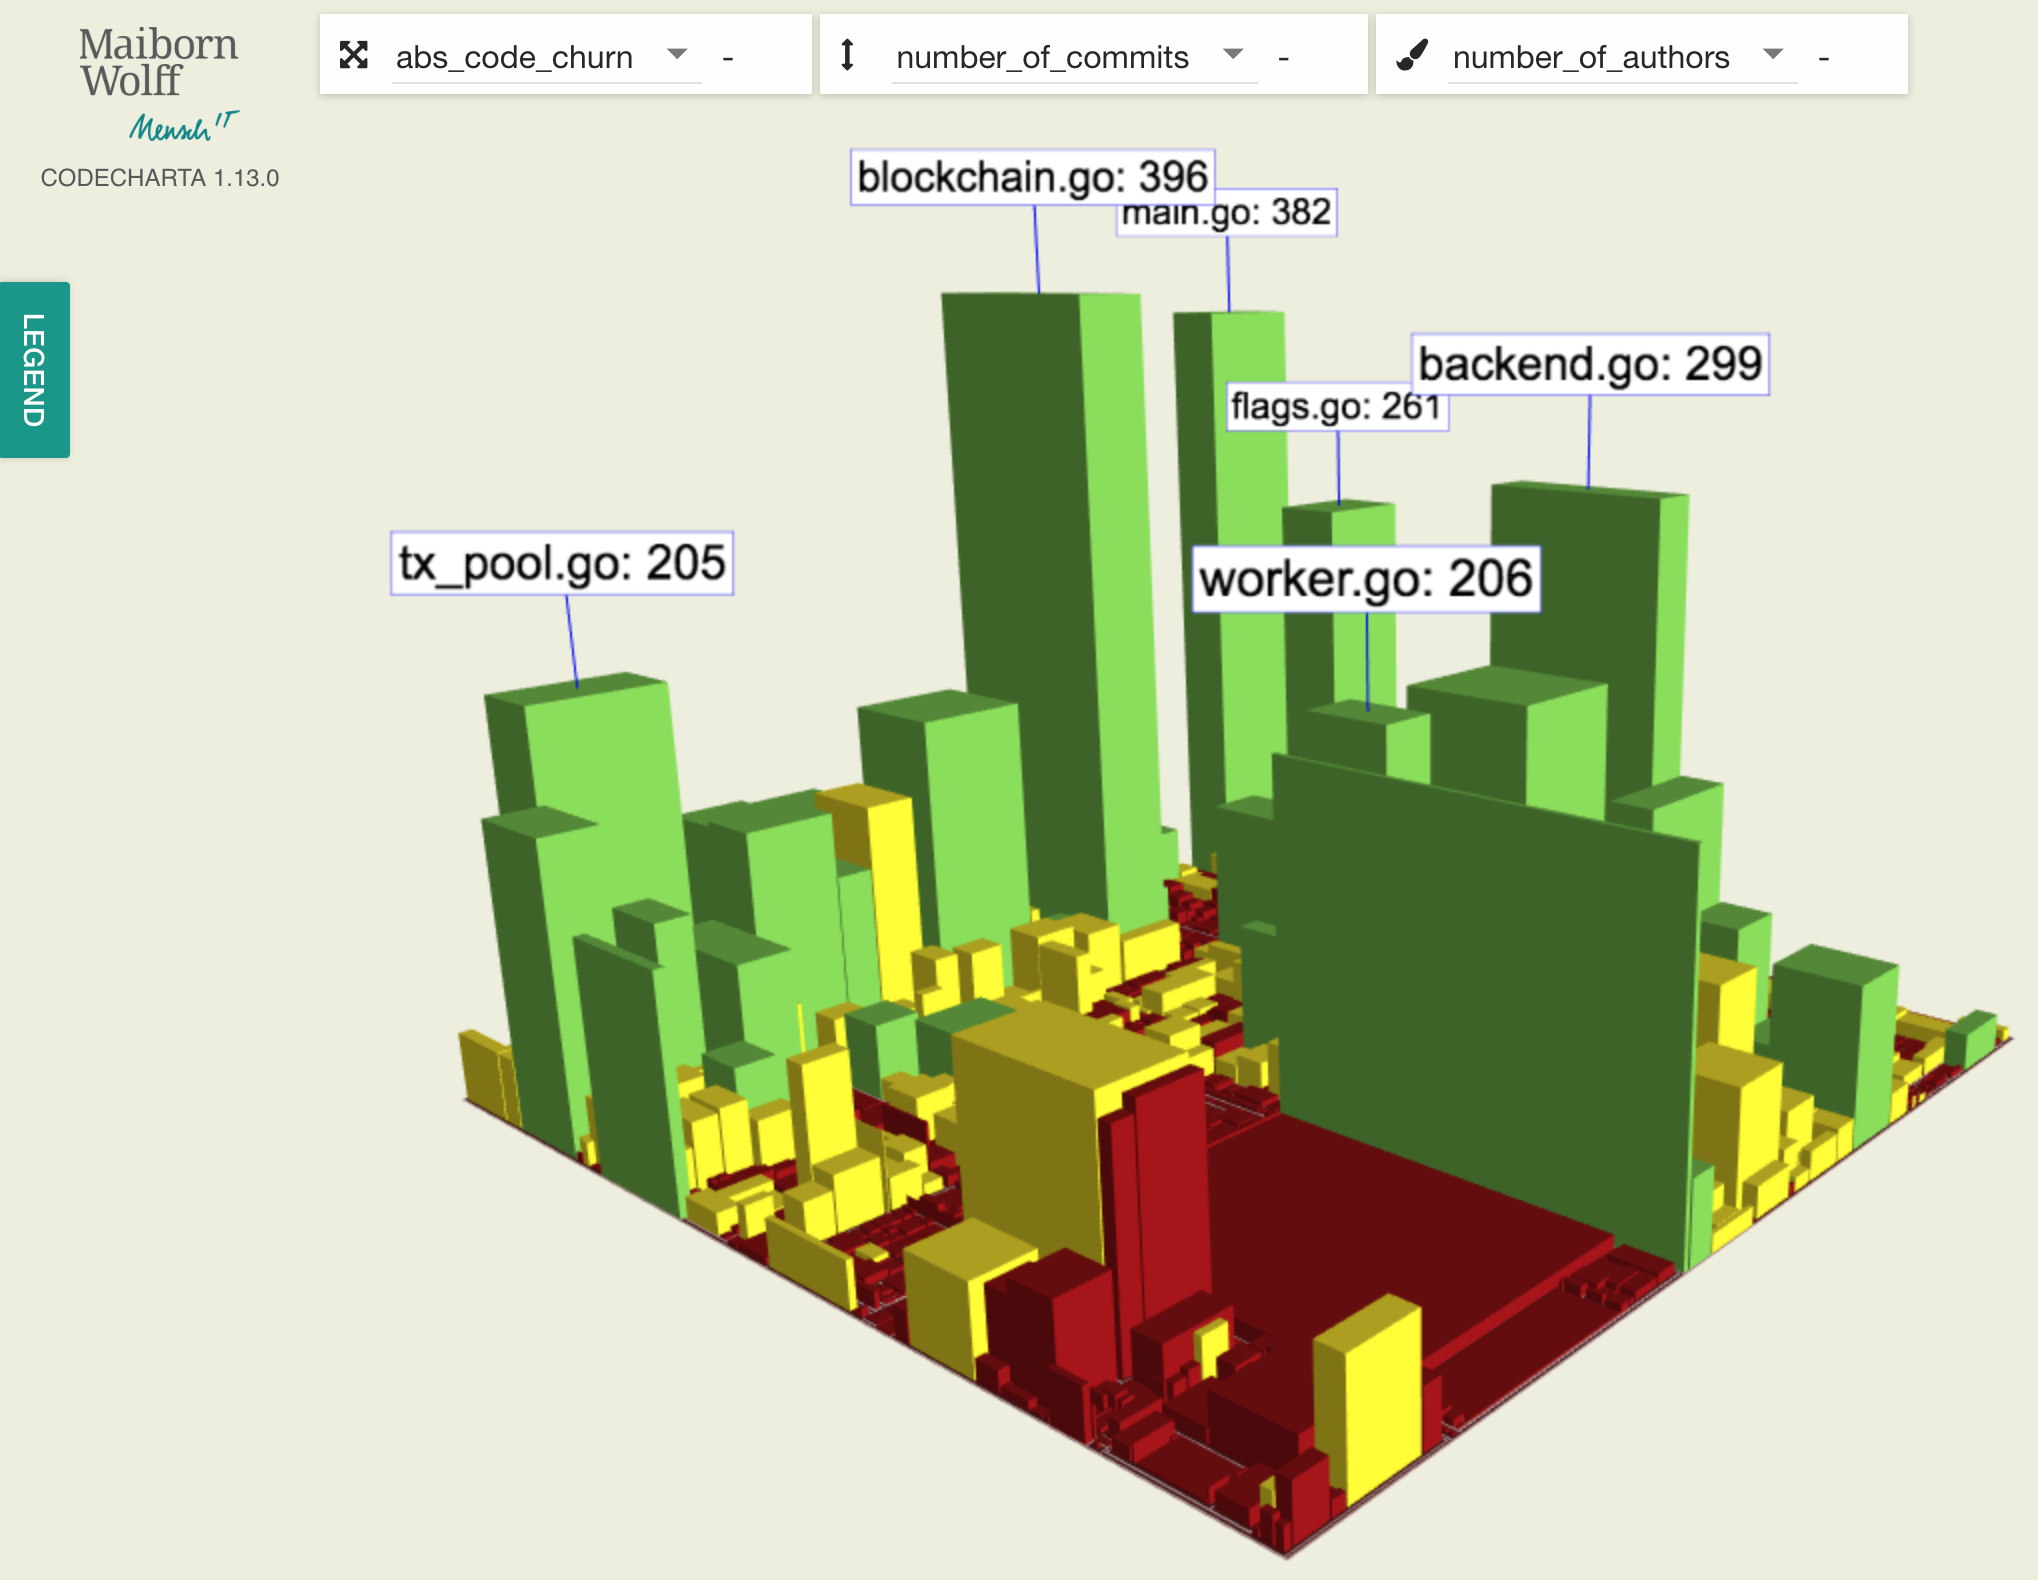 Maiborn
Wolff
Mensch IT
CODECHARTA 1.13.0
abs_code_churn -
number_of_commits -
number_of_authors -
LEGEND
blockchain.go: 396
main.go: 382
backend.go: 299
flags.go: 261
tx_pool.go: 205
worker.go: 206